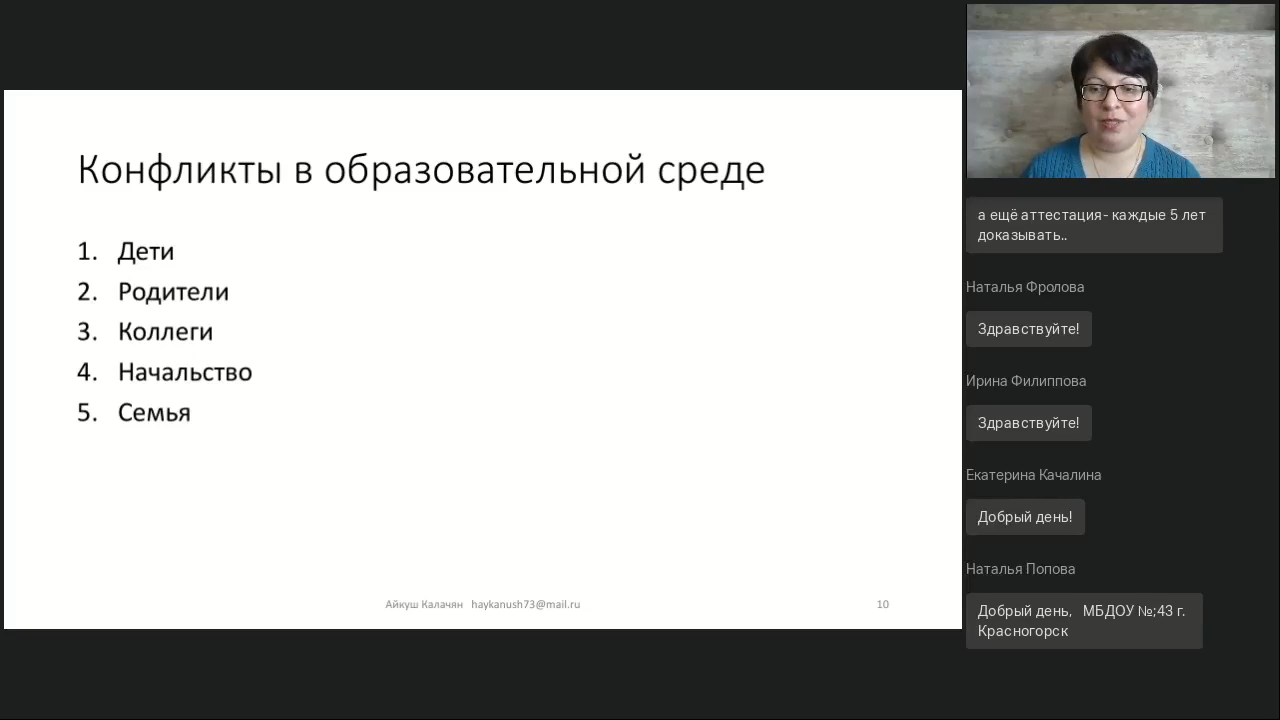 Конфликты в образовательной среде
1. Дети
2. Родители
3. Коллеги
4. Начальство
5. Семья
Айкуш Калачян haykanush73@mail.ru
10
а ещё аттестация- каждые 5 лет
доказывать..
Наталья Фролова
Здравствуйте!
Ирина Филиппова
Здравствуйте!
Екатерина Качалина
Добрый день!
Наталья Попова
Добрый день, МБДОУ №;43 г.
Красногорск